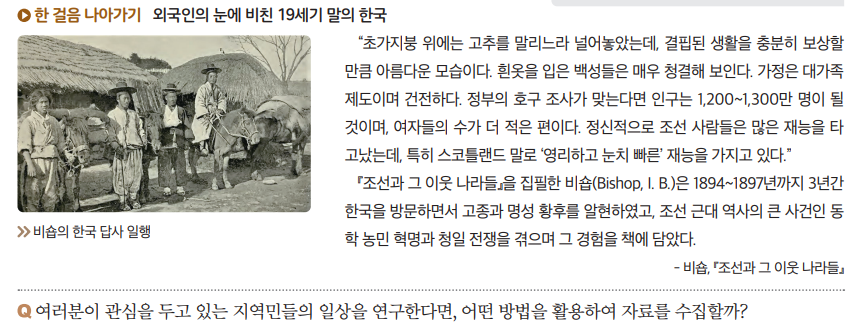 한 걸음 나아가기 외국인의 눈에 비친 19세기 말의 한국
“초가지붕 위에는 고추를 말리느라 널어놓았는데, 결핍된 생활을 충분히 보상할
만큼 아름다운 모습이다. 흰옷을 입은 백성들은 매우 청결해 보인다. 가정은 대가족
제도이며 건전하다. 정부의 호구 조사가 맞는다면 인구는 1,200~1,300만 명이 될
것이며, 여자들의 수가 더 적은 편이다. 정신적으로 조선 사람들은 많은 재능을 타
고났는데, 특히 스코틀랜드 말로 ‘영리하고 눈치 빠른’ 재능을 가지고 있다.”
『조선과 그 이웃 나라들』을 집필한 비숍(Bishop, I. B.)은 1894~1897년까지 3년간
한국을 방문하면서 고종과 명성 황후를 알현하였고, 조선 근대 역사의 큰 사건인 동
학 농민 혁명과 청일 전쟁을 겪으며 그 경험을 책에 담았다.
- 비숍, 『조선과 그 이웃 나라들』
비숍의 한국 답사 일행
Q 여러분이 관심을 두고 있는 지역민들의 일상을 연구한다면, 어떤 방법을 활용하여 자료를 수집할까?